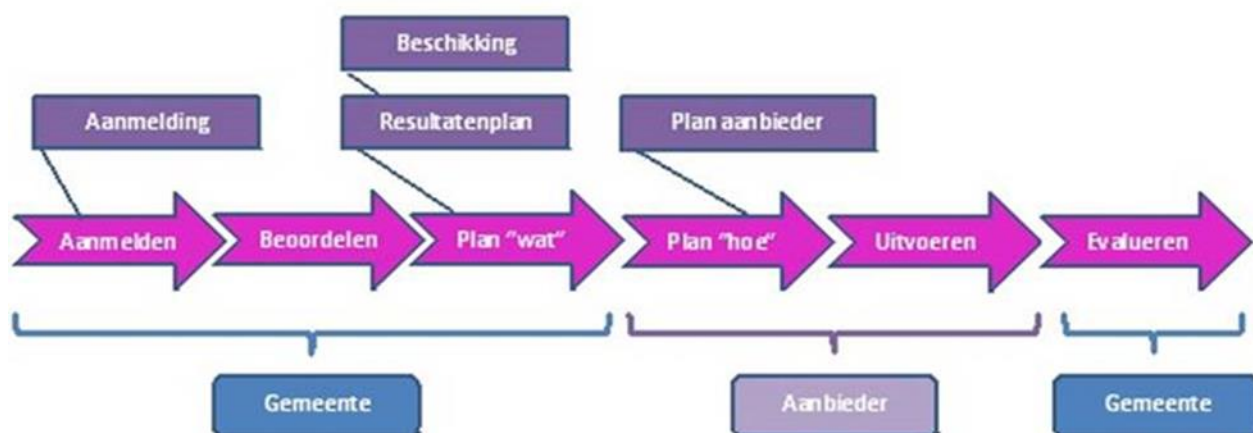 Beschikking
Aanmelding
Resultatenplan
Plan aanbieder
Aanmelden
Beoordelen
Plan "wat"
Plan "hoe"
Uitvoeren
Evalueren
Gemeente
Aanbieder
Gemeente